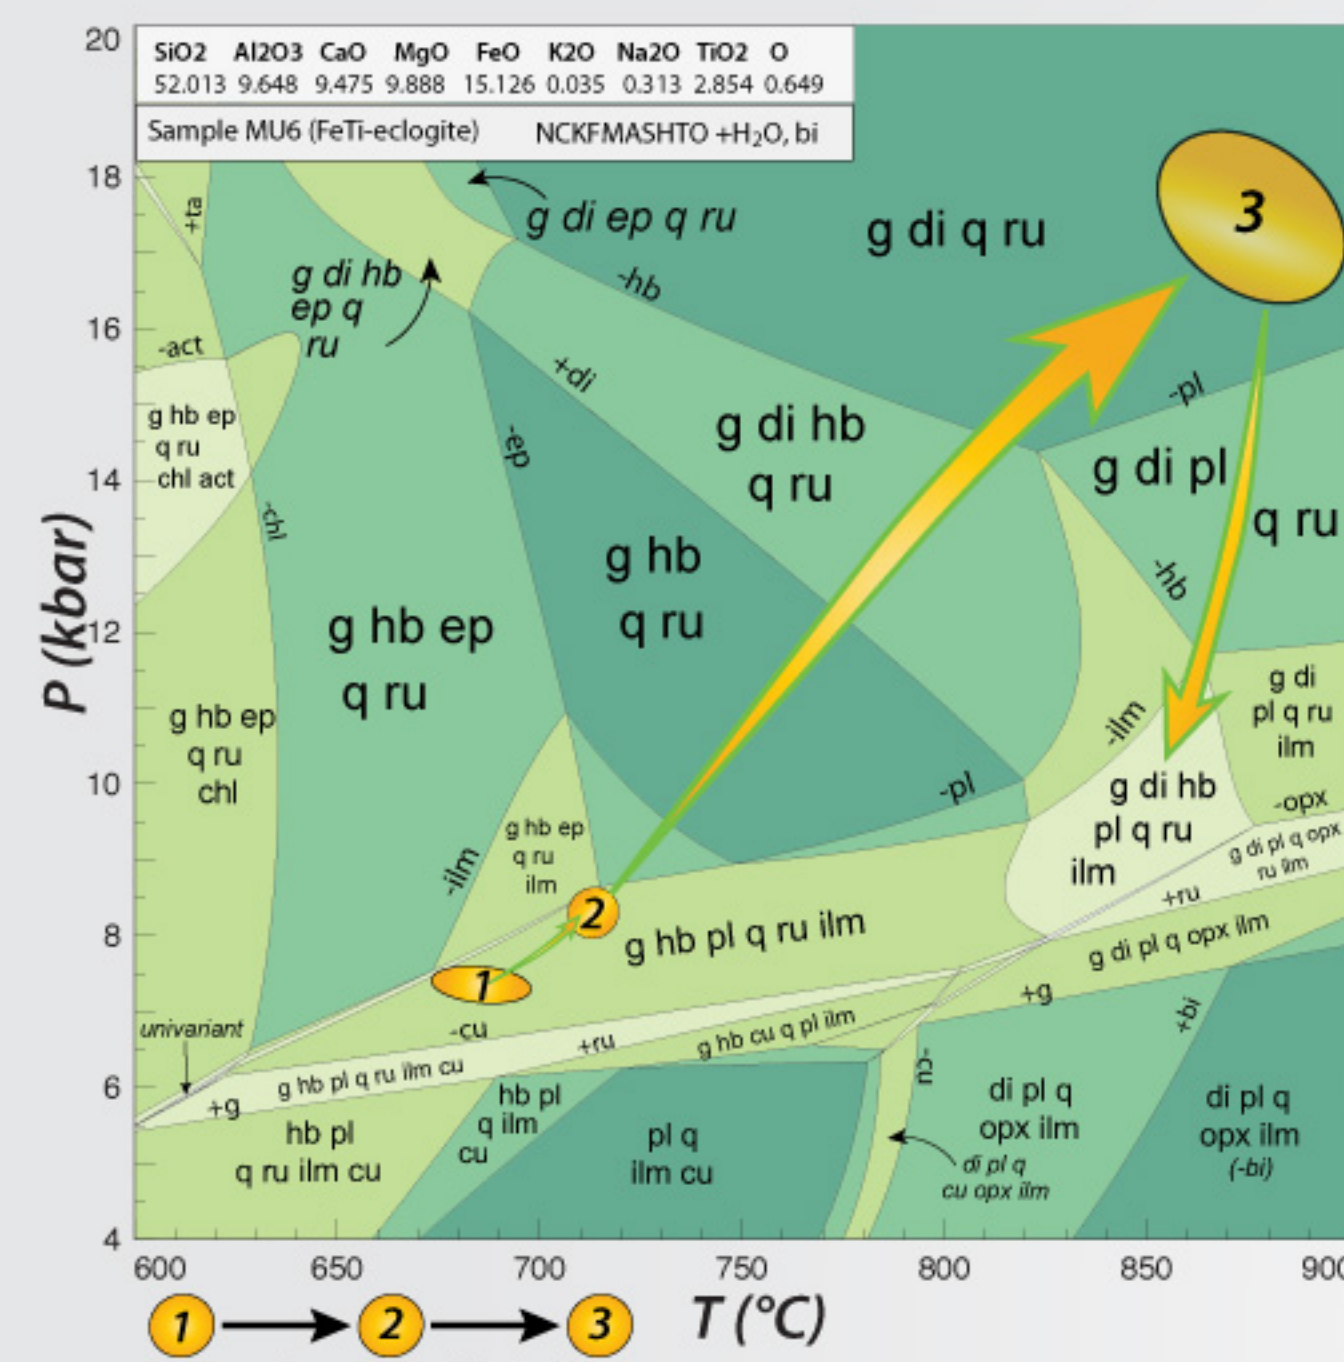 SiO2 Al2O3 CaO MgO FeO K2O Na2O TiO2 O
52.013 9.648 9.475 9.888 15.126 0.035 0.313 2.854 0.649
Sample MU6 (FeTi-eclogite) NCKFMASHTO +H₂O, bi
20
18
16
14
12
10
8
6
4
P (kbar)
+ta
g di ep q ru
g di q ru
3
-hb
g di hb
ep q
ru
-act
+di
-pl
g hb ep
q ru
chl act
-ep
g di hb
q ru
g di pl
q ru
-chl
g hb
q ru
-hb
g hb ep
q ru
g hb ep
q ru
chl
-ilm
g di
pl q ru
ilm
-pl
g di hb
pl q ru
ilm
-opx
g di pl q opx
ru ilm
g hb ep
q ru
ilm
-ilm
2
g hb pl q ru ilm
+ru
g di pl q opx ilm
1
+g
+bi
univariant
-cu
+ru
g hb cu q pl ilm
g hb pl q ru ilm cu
+g
-cu
hb pl
q ru ilm cu
hb pl
q ilm
cu
pl q
ilm cu
di pl q
opx ilm
di pl q
cu opx ilm
di pl q
opx ilm
(-bi)
600 650 700 750 800 850 900
1 2 3 T (°C)